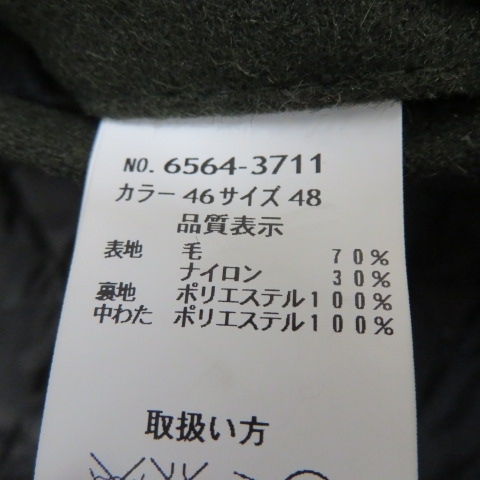 NO. 6564-3711
カラー 46 サイズ 48
品質表示
表地 毛 70%
ナイロン 30%
裏地 ポリエステル100%
中わた ポリエステル100%
取扱い方